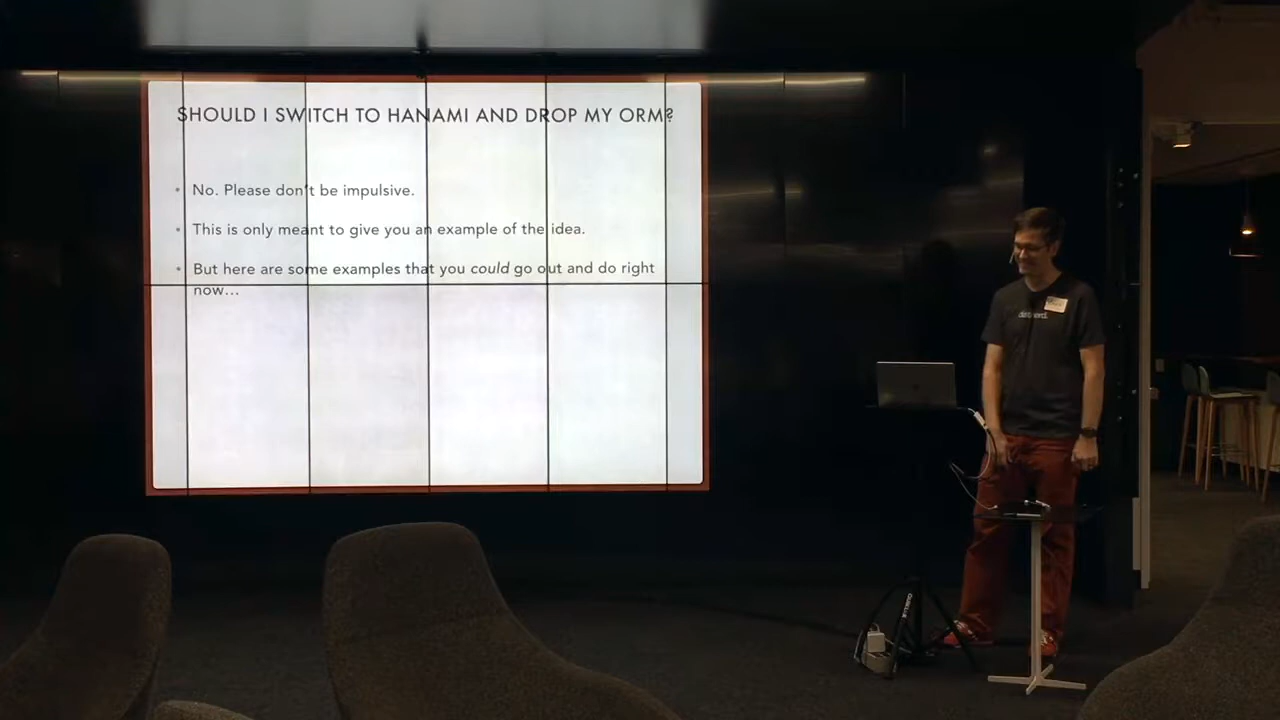 SHOULD I SWITCH TO HANAMI AND DROP MY ORM?
• No. Please don't be impulsive.
• This is only meant to give you an example of the idea.
• But here are some examples that you could go out and do right
now...